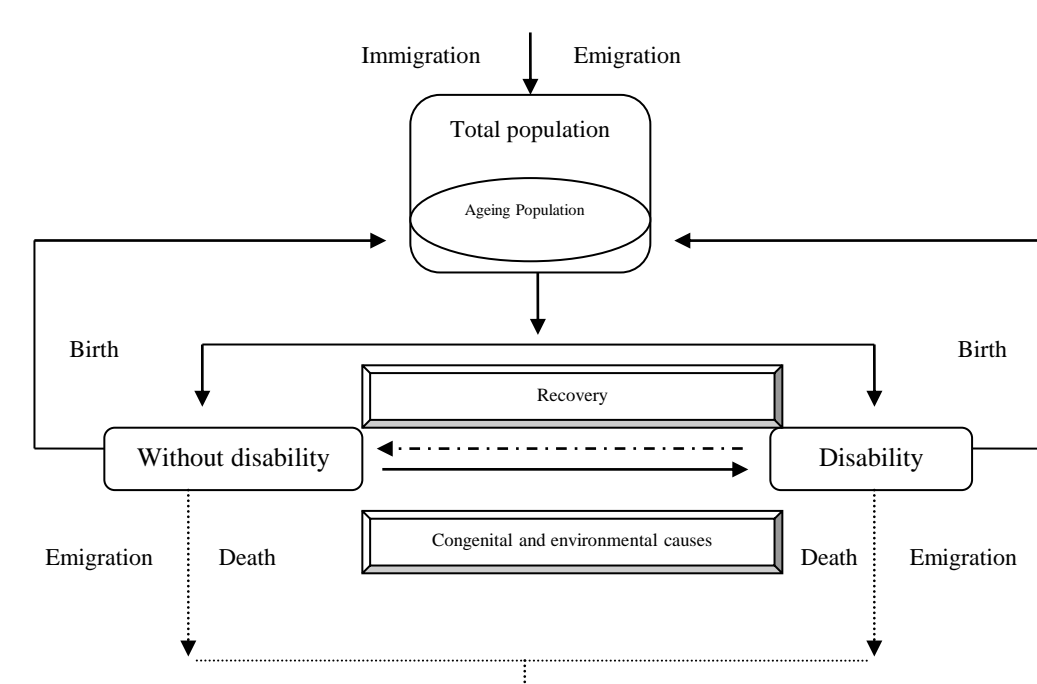 Immigration Emigration
Total population
Ageing Population
Birth Birth
Recovery
Without disability Disability
Congenital and environmental causes
Emigration Death Death Emigration